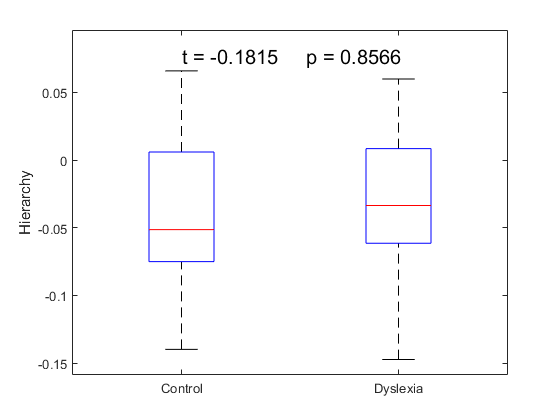 t = -0.1815    p = 0.8566
0.05
0
-0.05
-0.1
-0.15
Hierarchy
Control
Dyslexia